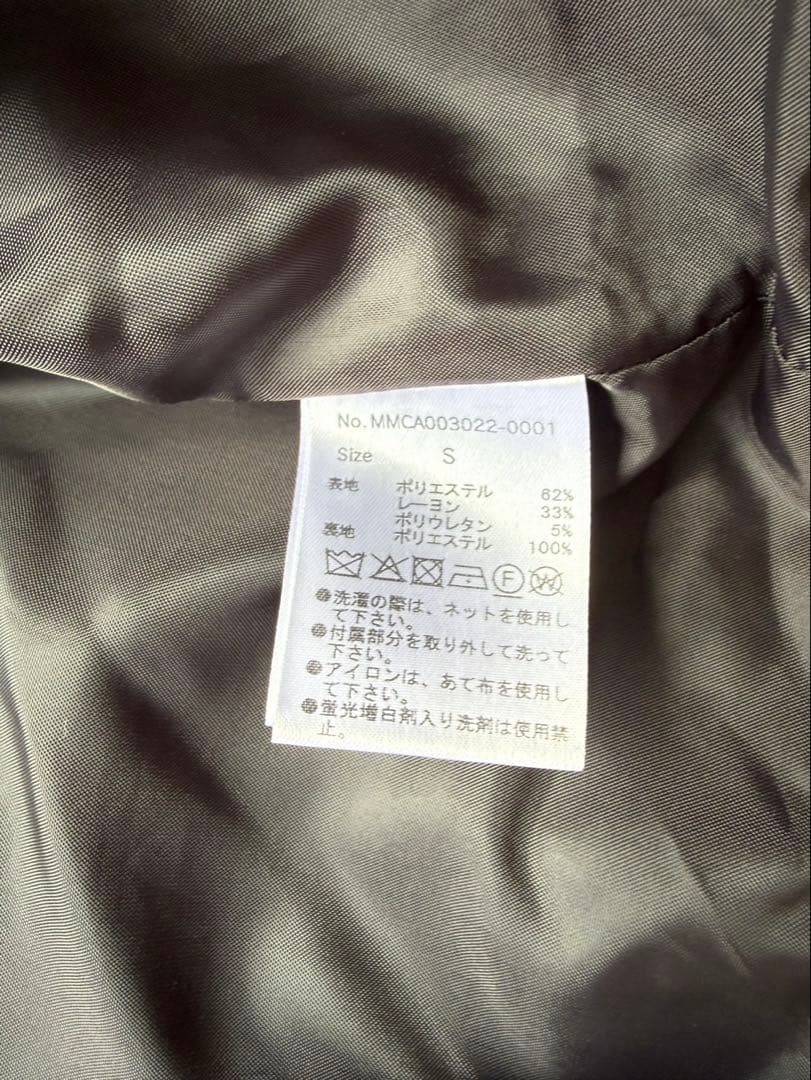 No.MMCA003022-0001
Size S
表地 ポリエステル 62%
レーヨン 33%
ポリウレタン 5%
裏地 ポリエステル 100%
F W
●洗濯の際は、ネットを使用し
て下さい。
●付属部分を取り外して洗って
下さい。
●アイロンは、あて布を使用し
て下さい。
●蛍光増白剤入り洗剤は使用禁
止。